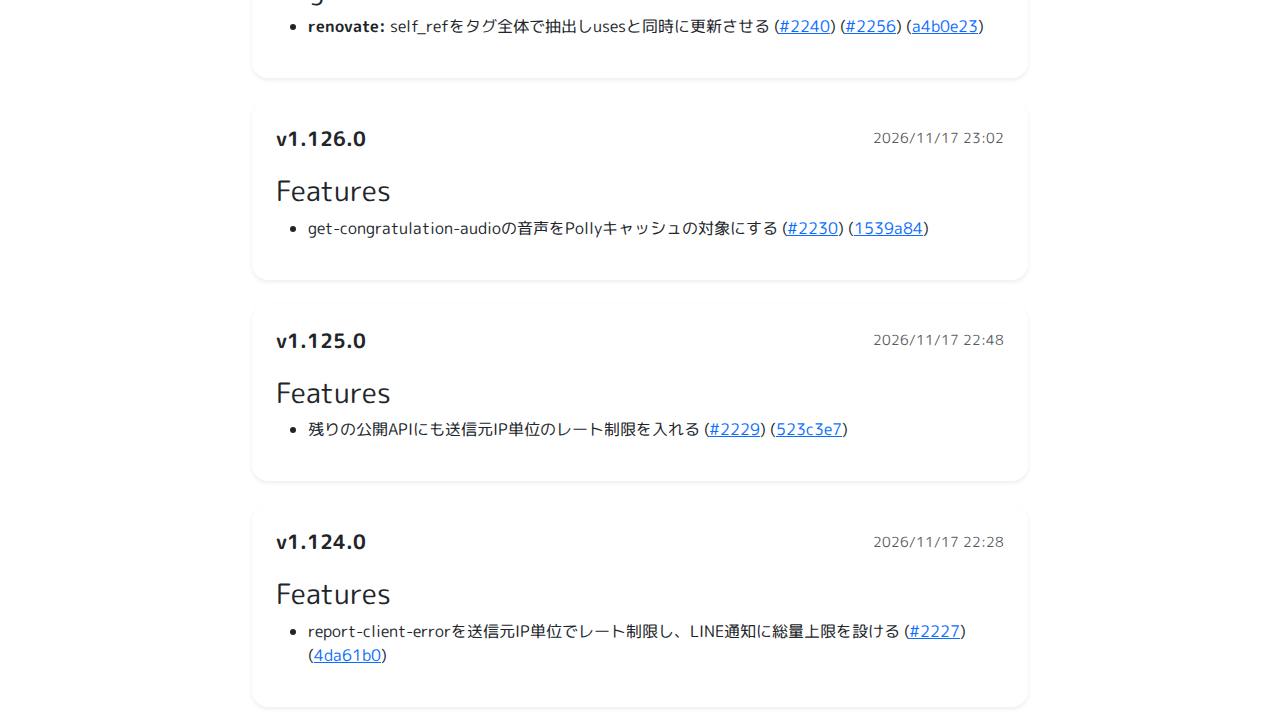 renovate: self_refをタグ全体で抽出しusesと同時に更新させる (#2240) (#2256) (a4b0e23)
v1.126.0
2026/11/17 23:02
Features
get-congratulation-audioの音声をPollyキャッシュの対象にする (#2230) (1539a84)
v1.125.0
2026/11/17 22:48
Features
残りの公開APIにも送信元IP単位のレート制限を入れる (#2229) (523c3e7)
v1.124.0
2026/11/17 22:28
Features
report-client-errorを送信元IP単位でレート制限し、LINE通知に総量上限を設ける (#2227)
(4da61b0)